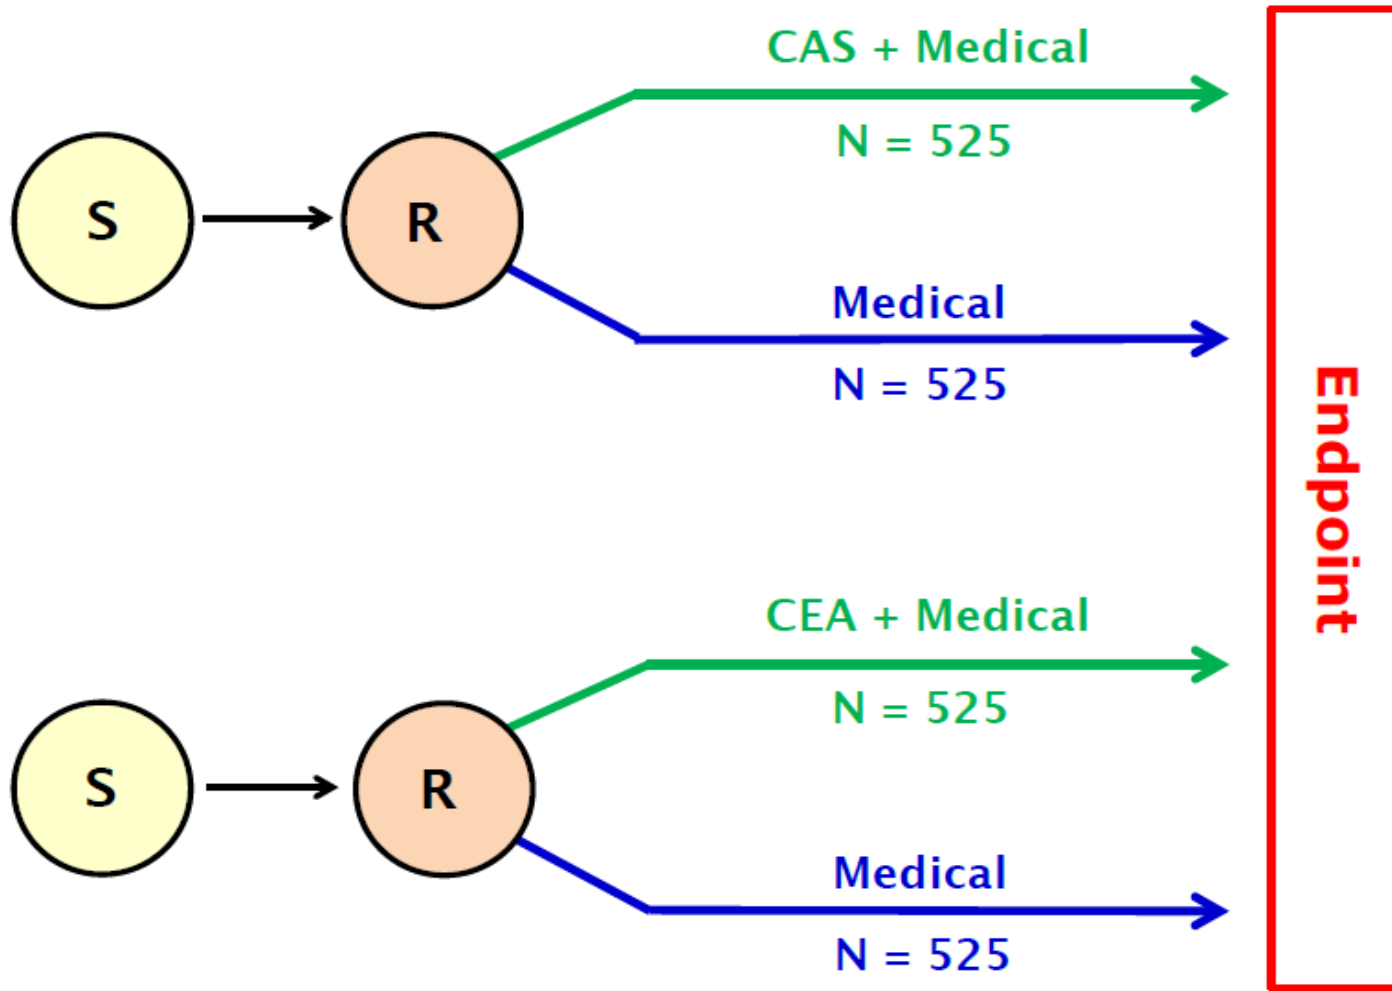 CAS + Medical
N = 525
S
R
Medical
N = 525
Endpoint
CEA + Medical
N = 525
S
R
Medical
N = 525